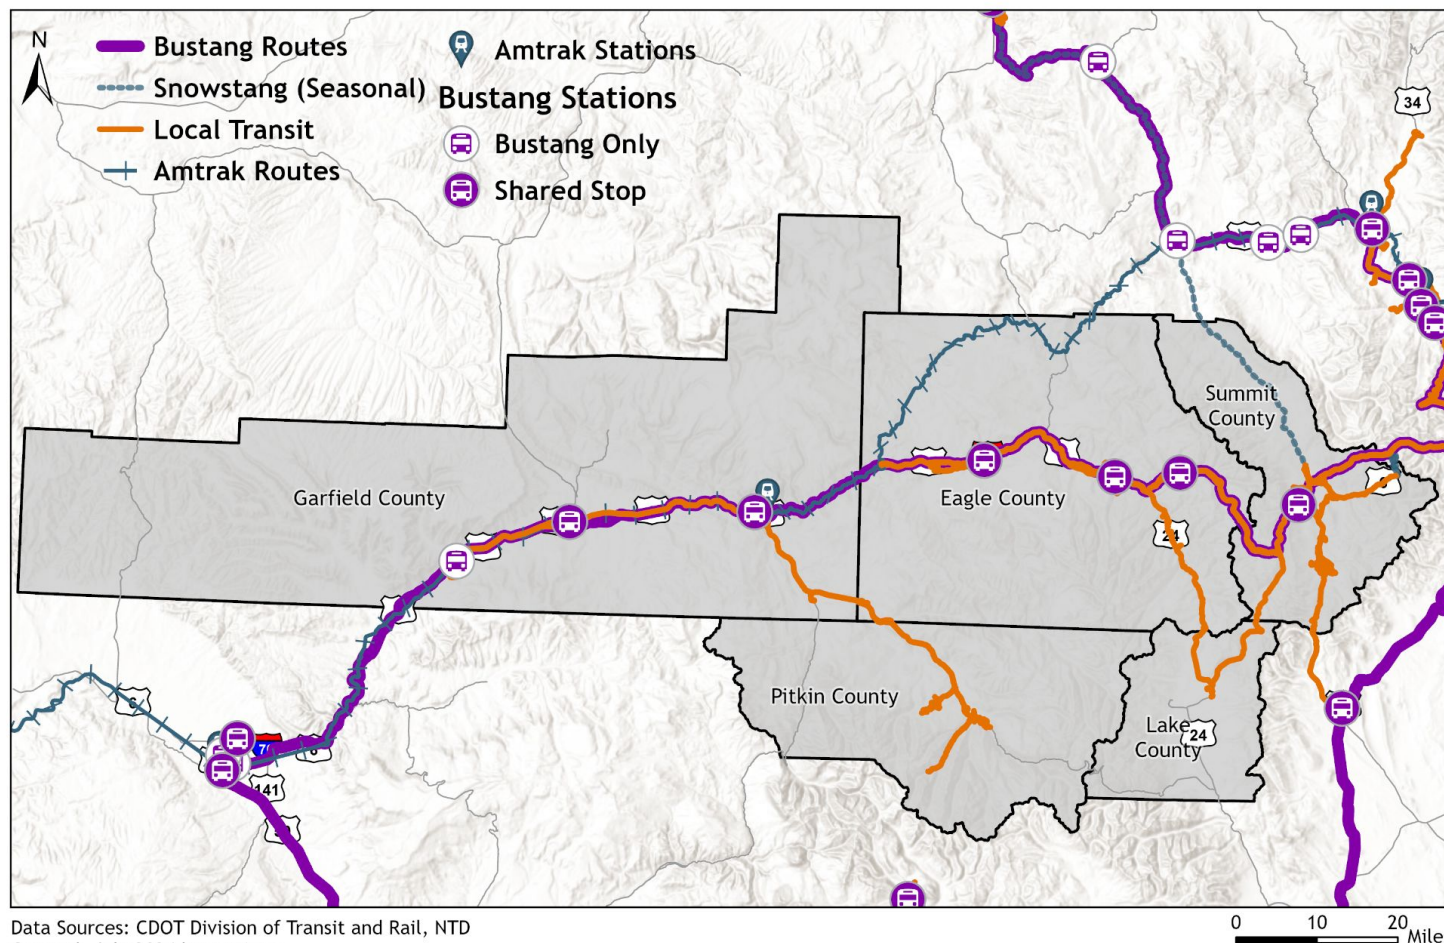 N
Bustang Routes
Snowstang (Seasonal)
Local Transit
Amtrak Routes
Amtrak Stations
Bustang Stations
Bustang Only
Shared Stop
34
Summit
County
Garfield County
Eagle County
24
Pitkin County
Lake
County
24
6
6
141
Data Sources: CDOT Division of Transit and Rail, NTD
0 10 20
Mile